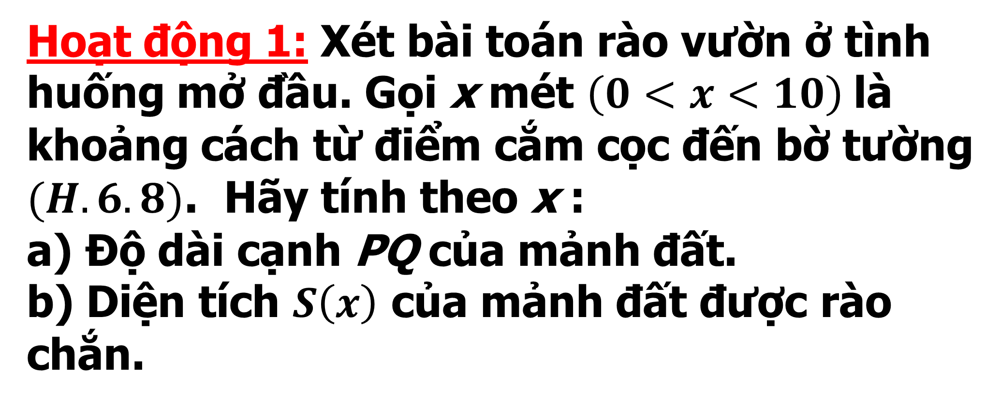 Hoạt động 1: Xét bài toán rào vườn ở tình
huống mở đầu. Gọi x mét (0 < x < 10) là
khoảng cách từ điểm cắm cọc đến bờ tường
(H. 6. 8). Hãy tính theo x :
a) Độ dài cạnh PQ của mảnh đất.
b) Diện tích S(x) của mảnh đất được rào
chắn.